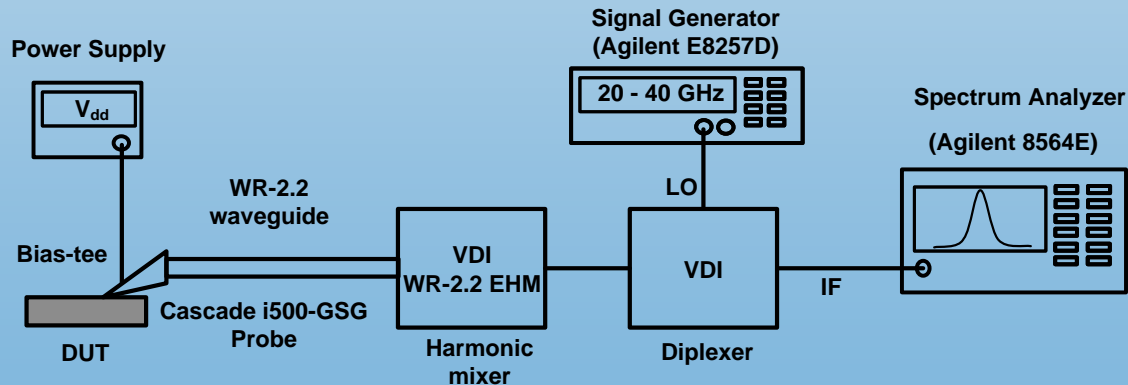 Power Supply
V_dd
Signal Generator
(Agilent E8257D)
20 - 40 GHz
Spectrum Analyzer
(Agilent 8564E)
WR-2.2
waveguide
LO
Bias-tee
VDI
WR-2.2 EHM
VDI
IF
Cascade i500-GSG
Probe
DUT
Harmonic
mixer
Diplexer